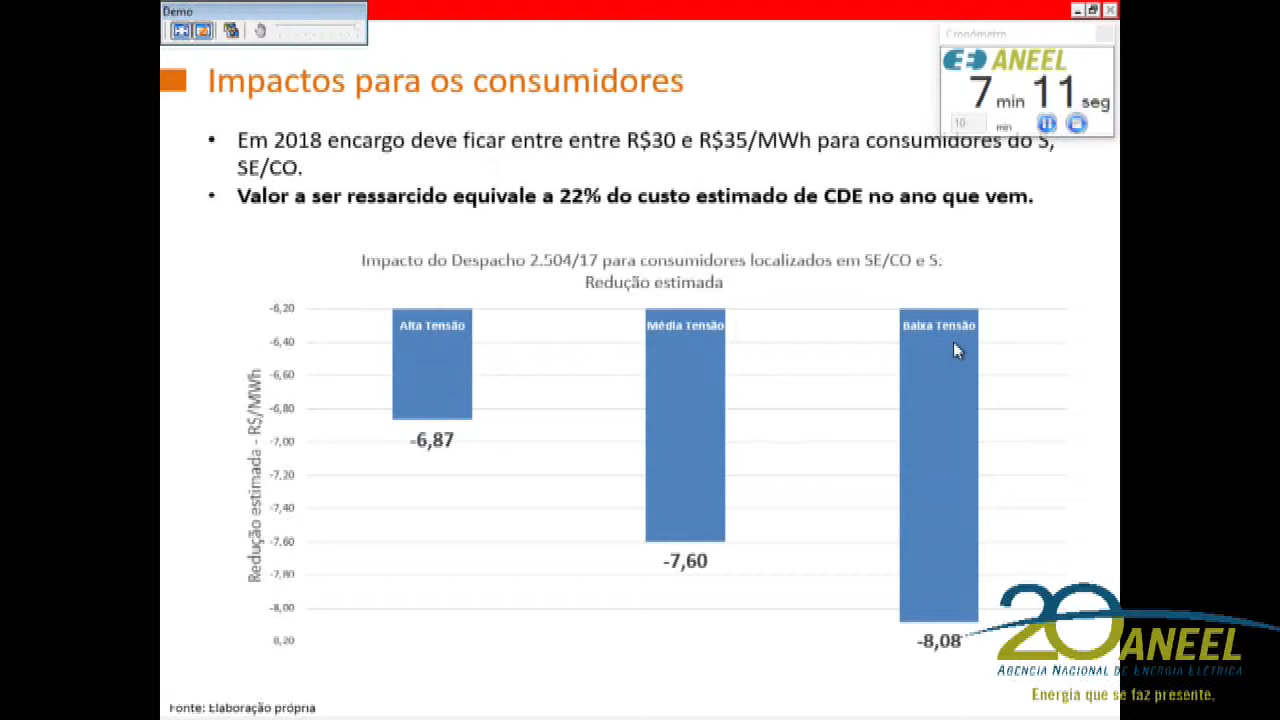 Demo
Cronômetro
ANEEL
7 min 11 seg
10 min
Impactos para os consumidores
• Em 2018 encargo deve ficar entre entre R$30 e R$35/MWh para consumidores do S,
SE/CO.
• Valor a ser ressarcido equivale a 22% do custo estimado de CDE no ano que vem.
Impacto do Despacho 2.504/17 para consumidores localizados em SE/CO e S:
Redução estimada
Redução estimada - R$/MWh
-6,20
-6,40
-6,60
-6,80
-7,00
-7,20
-7,40
-7,60
-7,80
-8,00
8,20
Alta Tensão
Média Tensão
Baixa Tensão
-6,87
-7,60
-8,08
20 ANEEL
AGÊNCIA NACIONAL DE ENERGIA ELÉTRICA
Energia que se faz presente.
Fonte: Elaboração própria